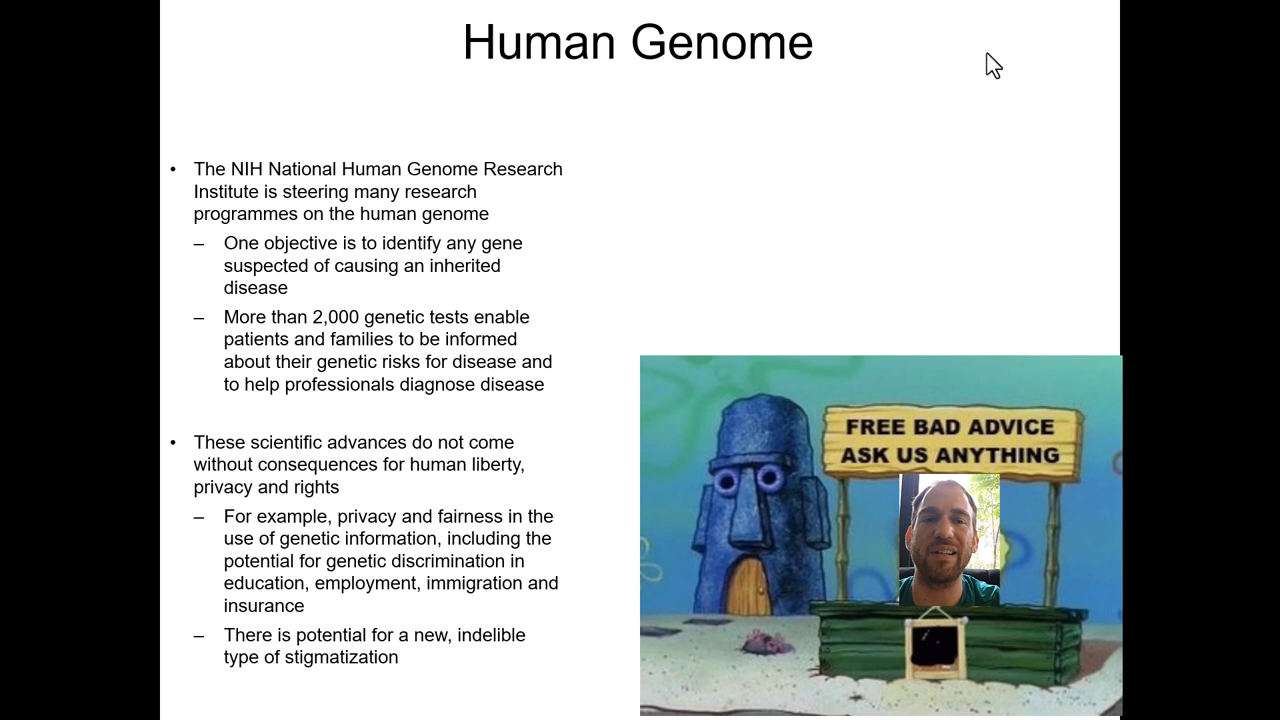 Human Genome
• The NIH National Human Genome Research
Institute is steering many research
programmes on the human genome
– One objective is to identify any gene
suspected of causing an inherited
disease
– More than 2,000 genetic tests enable
patients and families to be informed
about their genetic risks for disease and
to help professionals diagnose disease
• These scientific advances do not come
without consequences for human liberty,
privacy and rights
– For example, privacy and fairness in the
use of genetic information, including the
potential for genetic discrimination in
education, employment, immigration and
insurance
– There is potential for a new, indelible
type of stigmatization
FREE BAD ADVICE
ASK US ANYTHING